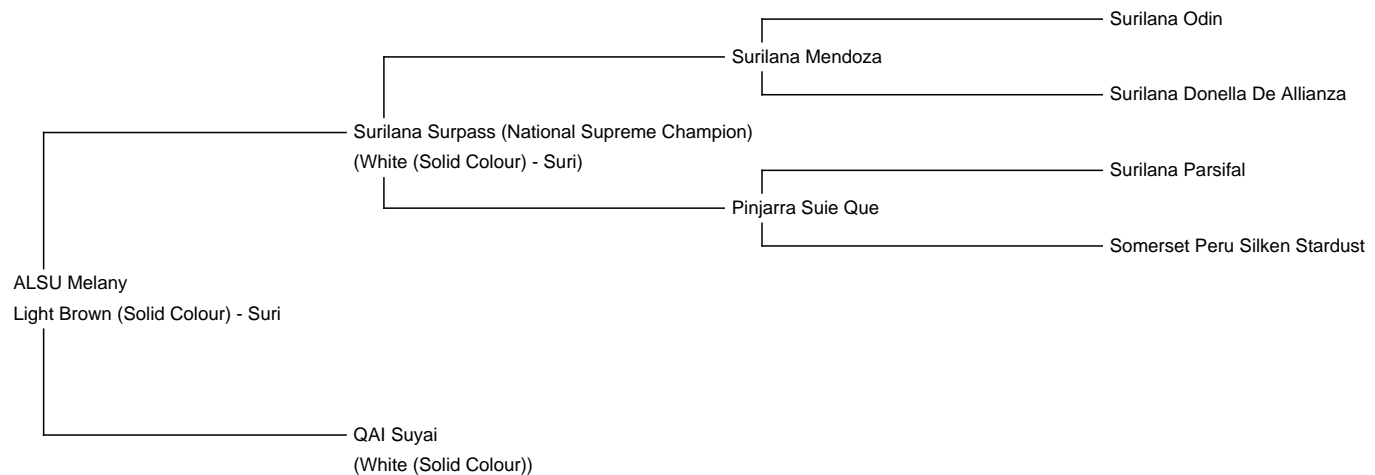 Surilana Odin
Surilana Mendoza
Surilana Donella De Allianza
Surilana Surpass (National Supreme Champion)
(White (Solid Colour) - Suri)
Surilana Parsifal
Pinjarra Suie Que
Somerset Peru Silken Stardust
ALSU Melany
Light Brown (Solid Colour) - Suri
QAI Suyai
(White (Solid Colour))